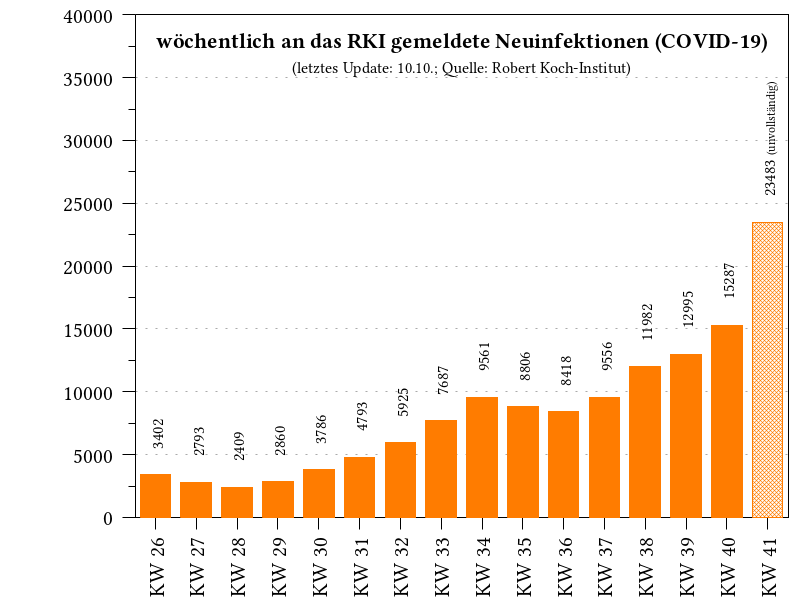 wöchentlich an das RKI gemeldete Neuinfektionen (COVID-19)
(letztes Update: 10.10.; Quelle: Robert Koch-Institut)
40000
35000
30000
25000
20000
15000
10000
5000
0
3402
2793
2409
2860
3786
4793
5925
7687
9561
8806
8418
9556
11982
12995
15287
23483 (unvollständig)
KW 26
KW 27
KW 28
KW 29
KW 30
KW 31
KW 32
KW 33
KW 34
KW 35
KW 36
KW 37
KW 38
KW 39
KW 40
KW 41